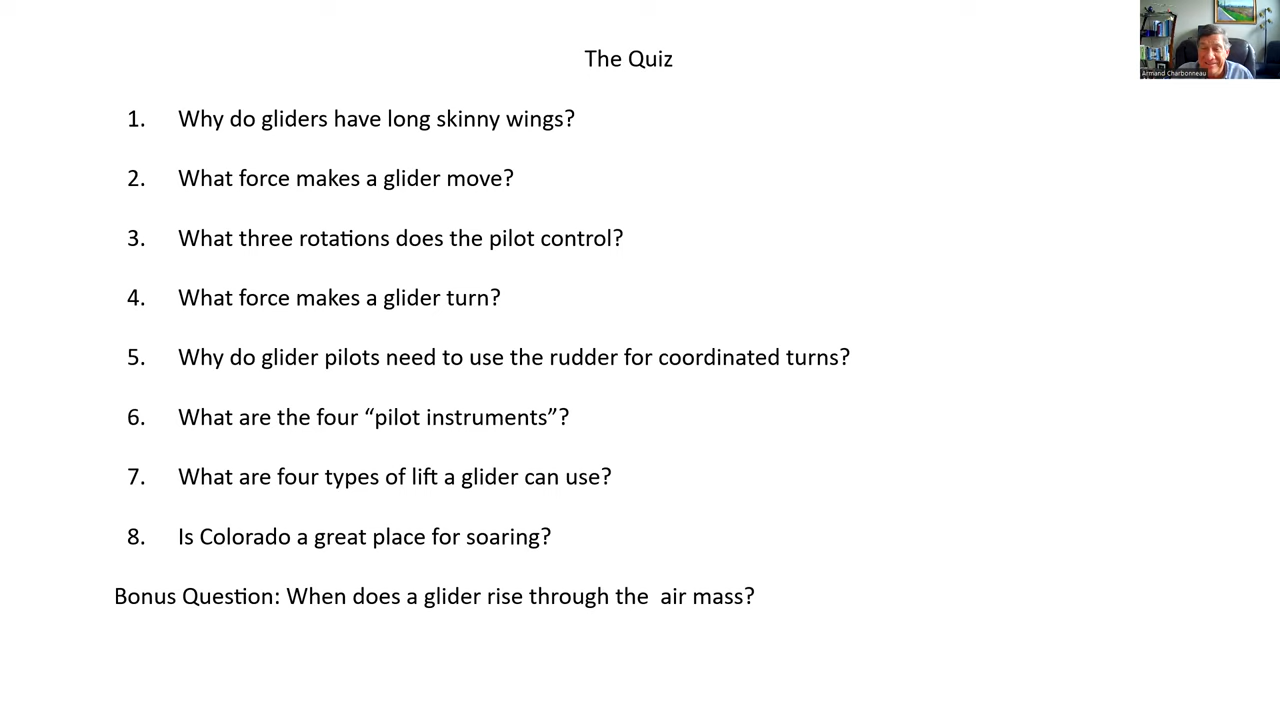 The Quiz
Armand Charbonneau
1. Why do gliders have long skinny wings?
2. What force makes a glider move?
3. What three rotations does the pilot control?
4. What force makes a glider turn?
5. Why do glider pilots need to use the rudder for coordinated turns?
6. What are the four “pilot instruments”?
7. What are four types of lift a glider can use?
8. Is Colorado a great place for soaring?
Bonus Question: When does a glider rise through the  air mass?